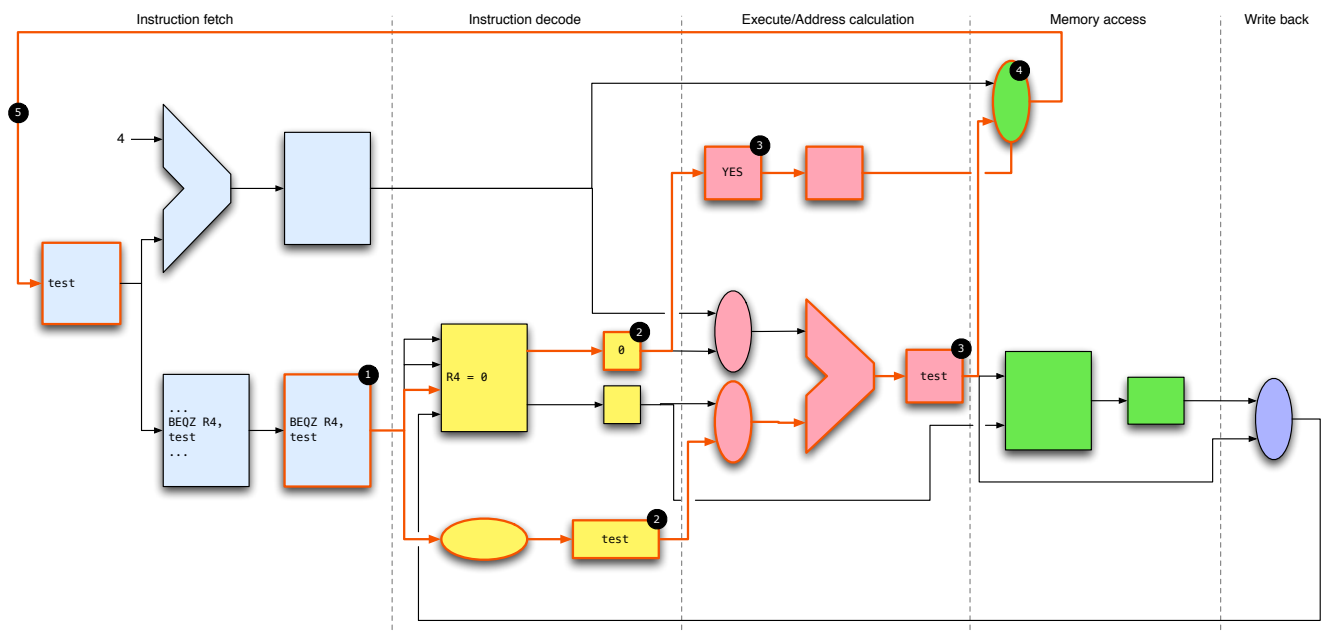 Instruction fetch
Instruction decode
Execute/Address calculation
Memory access
Write back
4
5
3
YES
4
test
...
BEQZ R4,
test
...
1
BEQZ R4,
test
R4 = 0
2
0
3
test
2
test